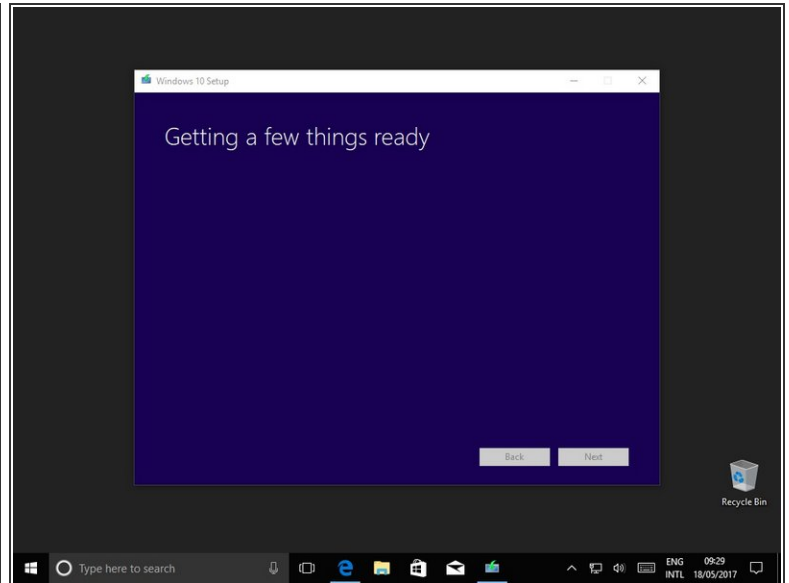 Windows 10 Setup
Getting a few things ready
Back Next
Recycle Bin
Type here to search
ENG 09:29
INTL 18/05/2017